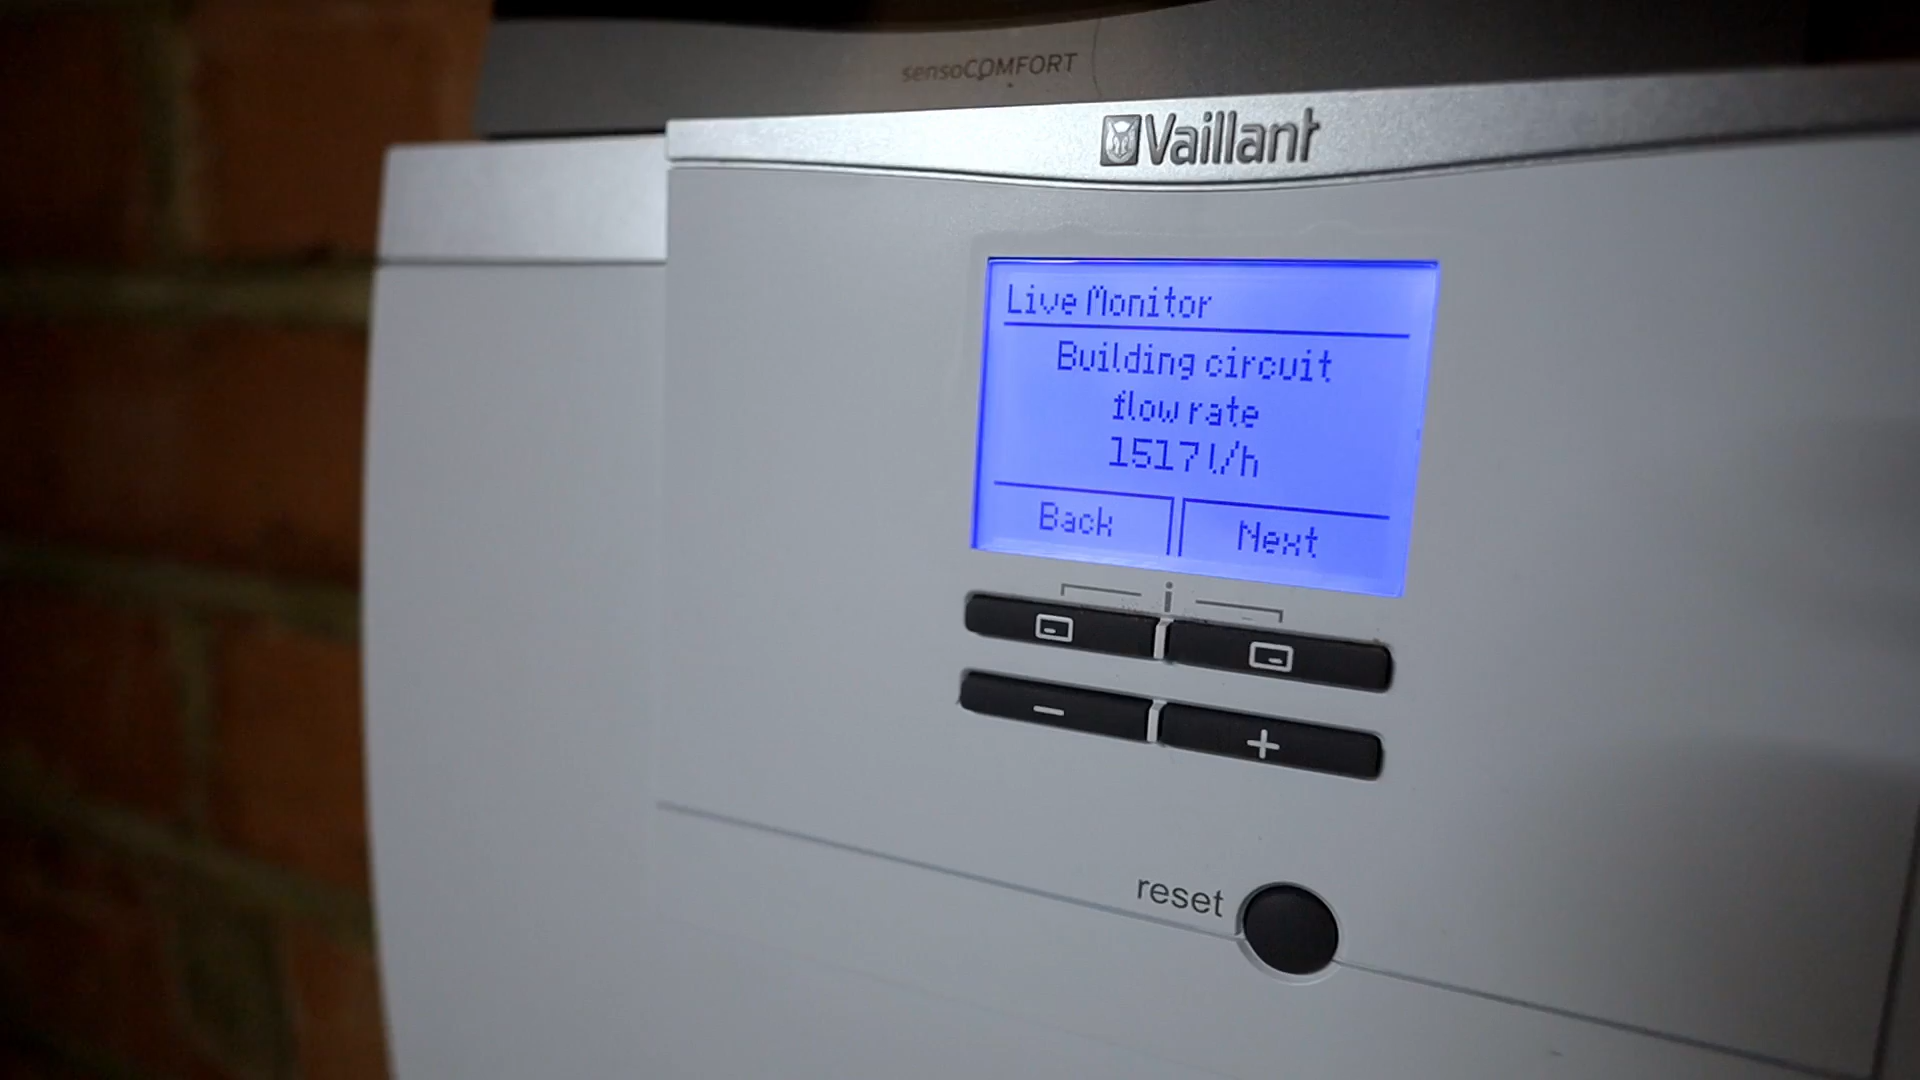 sensoCOMFORT
Vaillant
Live Monitor
Building circuit
flow rate
1517 l/h
Back Next
i
− +
reset